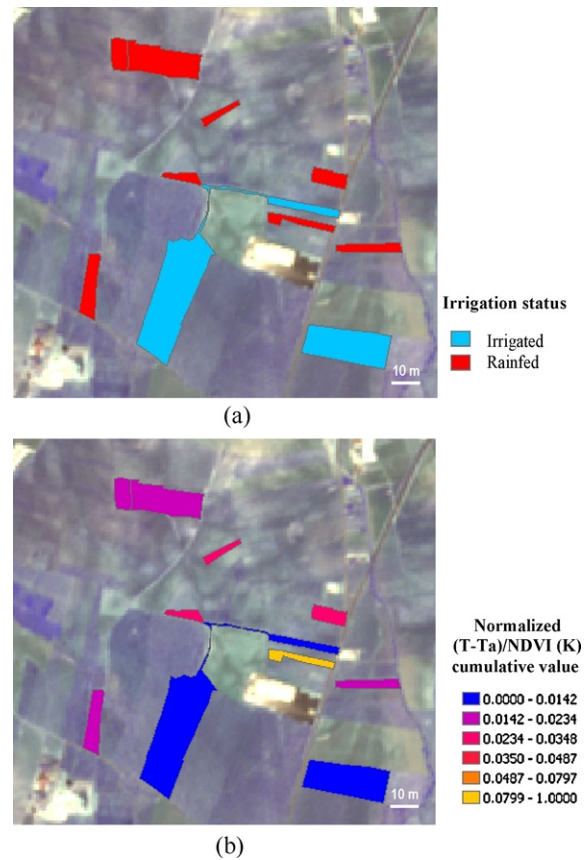 Irrigation status
Irrigated
Rainfed
10 m
(a)
Normalized
(T-Ta)/NDVI (K)
cumulative value
0.0000 - 0.0142
0.0142 - 0.0234
0.0234 - 0.0348
0.0350 - 0.0487
0.0487 - 0.0797
0.0799 - 1.0000
10 m
(b)